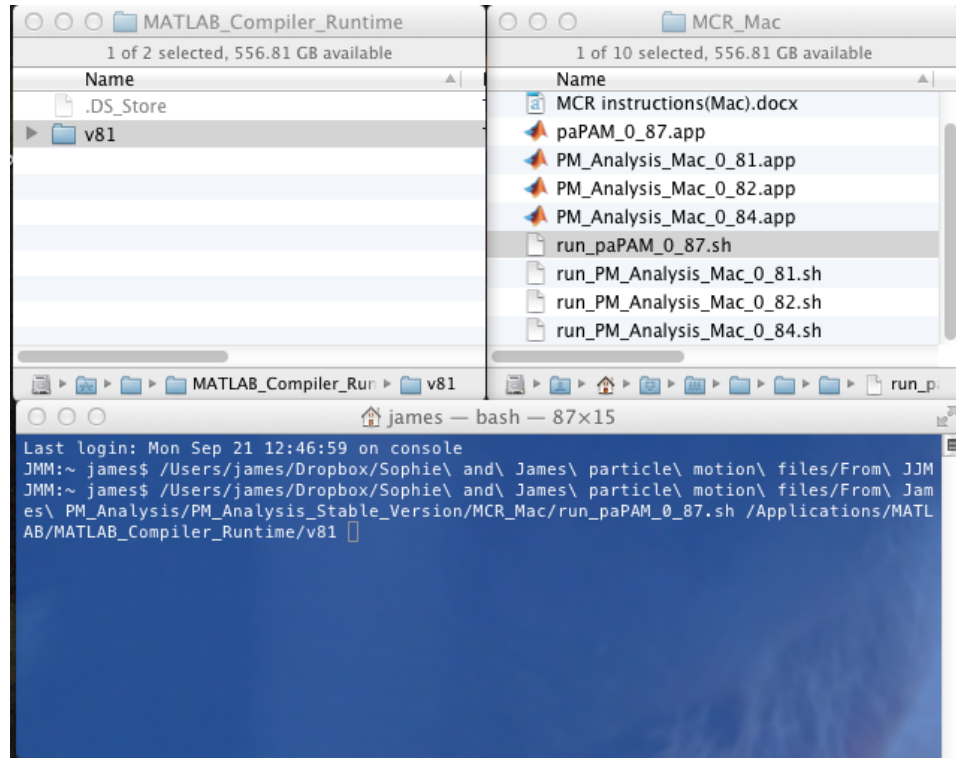 MATLAB_Compiler_Runtime
1 of 2 selected, 556.81 GB available
Name
.DS_Store
v81
MATLAB_Compiler_Run
v81
MCR_Mac
1 of 10 selected, 556.81 GB available
Name
MCR instructions(Mac).docx
paPAM_0_87.app
PM_Analysis_Mac_0_81.app
PM_Analysis_Mac_0_82.app
PM_Analysis_Mac_0_84.app
run_paPAM_0_87.sh
run_PM_Analysis_Mac_0_81.sh
run_PM_Analysis_Mac_0_82.sh
run_PM_Analysis_Mac_0_84.sh
run_p
james — bash — 87×15
Last login: Mon Sep 21 12:46:59 on console
JMM:~ james$ /Users/james/Dropbox/Sophie\ and\ James\ particle\ motion\ files/From\ JJM
JMM:~ james$ /Users/james/Dropbox/Sophie\ and\ James\ particle\ motion\ files/From\ Jam
es\ PM_Analysis/PM_Analysis_Stable_Version/MCR_Mac/run_paPAM_0_87.sh /Applications/MATL
AB/MATLAB_Compiler_Runtime/v81